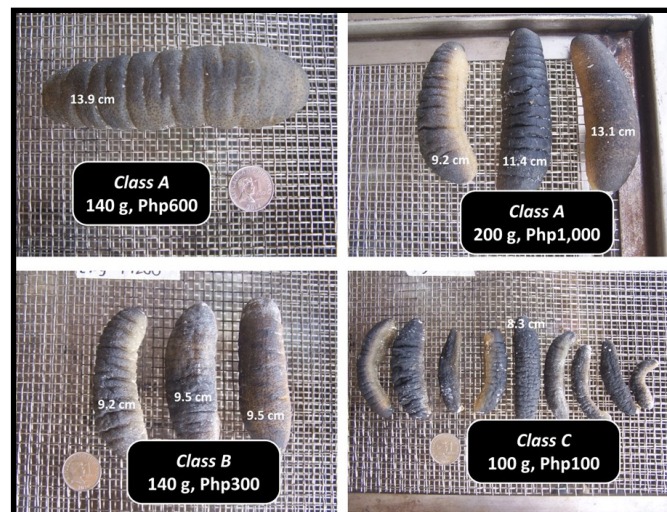 13.9 cm
Class A
140 g, Php600
9.2 cm
11.4 cm
13.1 cm
Class A
200 g, Php1,000
9.2 cm
9.5 cm
9.5 cm
Class B
140 g, Php300
8.3 cm
Class C
100 g, Php100